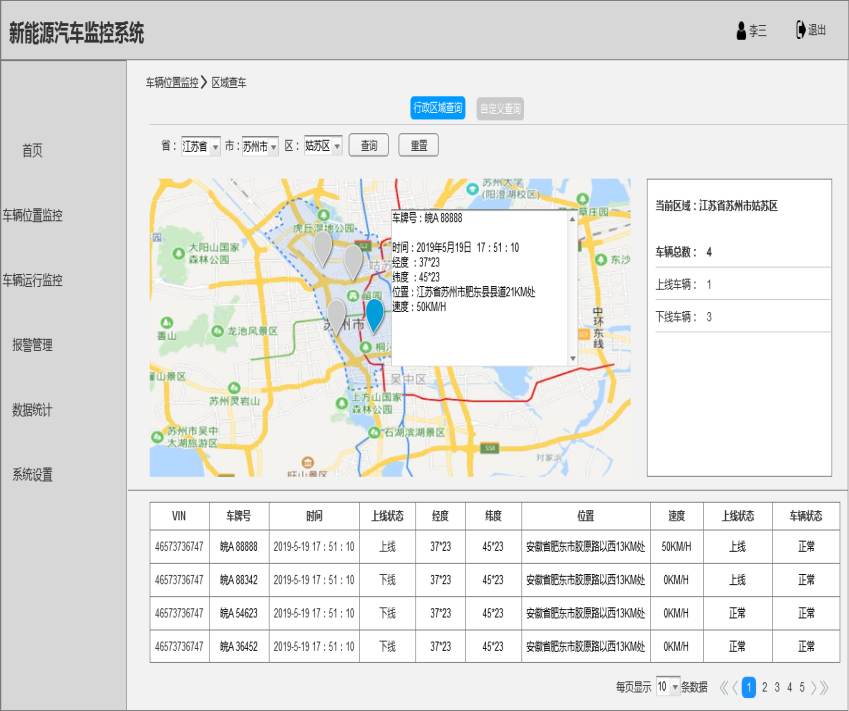 新能源汽车监控系统
李三 退出
车辆位置监控 区域查车
行政区域查询 自定义查询
省: 江苏省 市: 苏州市 区: 姑苏区 查询 重置
首页
车辆位置监控
车辆运行监控
报警管理
数据统计
系统设置
苏州大学
(阳澄湖校区)
虎丘湿地公园
大阳山国家
森林公园
草庄园
东沙
留园
姑苏
苏州市
桐
善山
龙池风景区
中环东线
吴中区
苏州灵岩山
上方山国家
森林公园
苏州市吴中
太湖旅游区
石湖滨湖景区
旺山景区
S58
车牌号:皖A 88888
时间:2019年5月19日 17:51:10
经度:37°23
纬度:45°23
位置:江苏省苏州市肥东县县道21KM处
速度:50KM/H
当前区域:江苏省苏州市姑苏区
车辆总数: 4
上线车辆: 1
下线车辆: 3
VIN 车牌号 时间 上线状态 经度 纬度 位置 速度 上线状态 车辆状态
46573736747 皖A 88888 2019-5-19 17:51:10 上线 37°23 45°23 安徽省肥东市胶原路以西13KM处 50KM/H 上线 正常
46573736747 皖A 88342 2019-5-19 17:51:10 下线 37°23 45°23 安徽省肥东市胶原路以西13KM处 0KM/H 上线 正常
46573736747 皖A 54623 2019-5-19 17:51:10 下线 37°23 45°23 安徽省肥东市胶原路以西13KM处 0KM/H 正常 正常
46573736747 皖A 36452 2019-5-19 17:51:10 下线 37°23 45°23 安徽省肥东市胶原路以西13KM处 0KM/H 正常 正常
每页显示 10 条数据 1 2 3 4 5